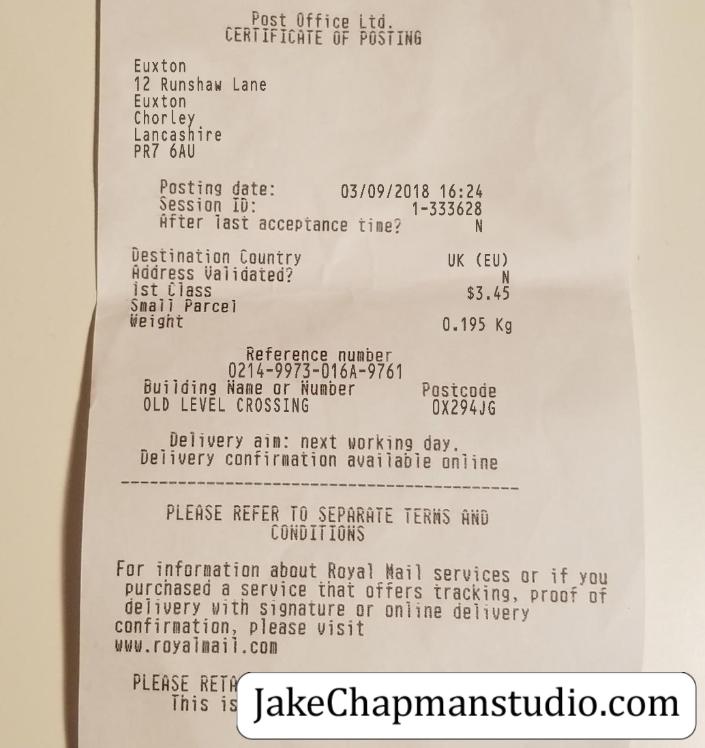 Post Office Ltd.
CERTIFICATE OF POSTING
Euxton
12 Runshaw Lane
Euxton
Chorley
Lancashire
PR7 6AU
Posting date: 03/09/2018 16:24
Session ID: 1-333628
After last acceptance time? N
Destination Country UK (EU)
Address Validated? N
1st Class $3.45
Small Parcel
Weight 0.195 Kg
Reference number
0214-9973-016A-9761
Building Name or Number Postcode
OLD LEVEL CROSSING OX294JG
Delivery aim: next working day.
Delivery confirmation available online
PLEASE REFER TO SEPARATE TERMS AND
CONDITIONS
For information about Royal Mail services or if you
purchased a service that offers tracking, proof of
delivery with signature or online delivery
confirmation, please visit
www.royalmail.com
PLEASE
This is
JakeChapmanstudio.com